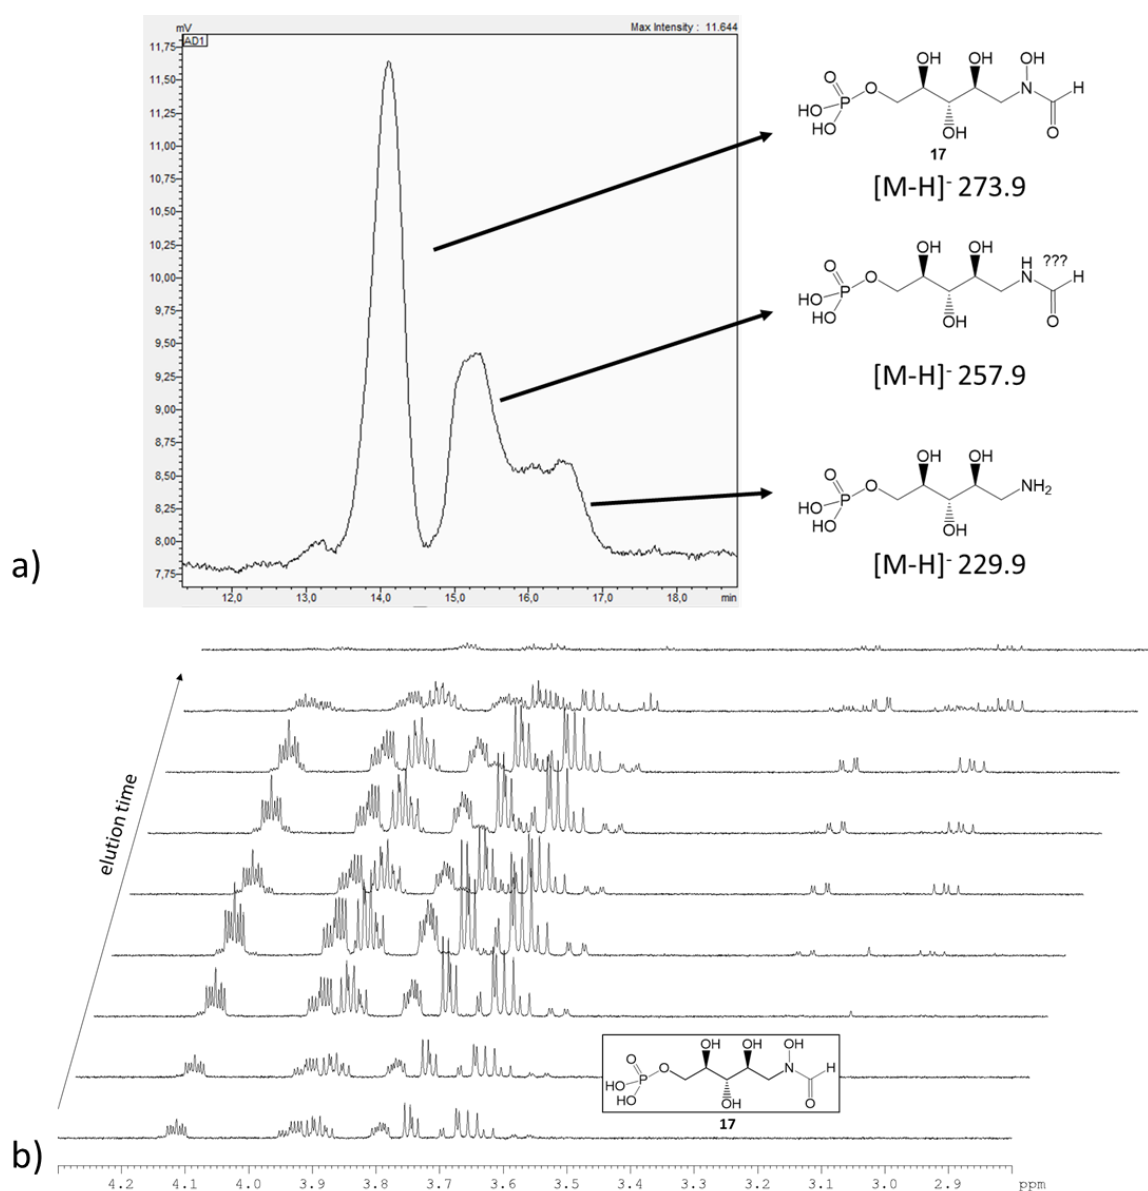 mV
Max Intensity : 11.644
AD1
11,75
11,50
11,25
11,00
10,75
10,50
10,25
10,00
9,75
9,50
9,25
9,00
8,75
8,50
8,25
8,00
7,75
12,0 13,0 14,0 15,0 16,0 17,0 18,0 min
OH OH OH
O
O N H
HO P
HO OH O
17
[M-H]- 273.9
OH OH
O H ???
O N H
HO P
HO OH O
[M-H]- 257.9
OH OH
O
O NH2
HO P
HO OH
[M-H]- 229.9
a)
elution time
OH OH OH
O
O N H
HO P
HO OH O
17
b)
4.2 4.1 4.0 3.9 3.8 3.7 3.6 3.5 3.4 3.3 3.2 3.1 3.0 2.9 ppm